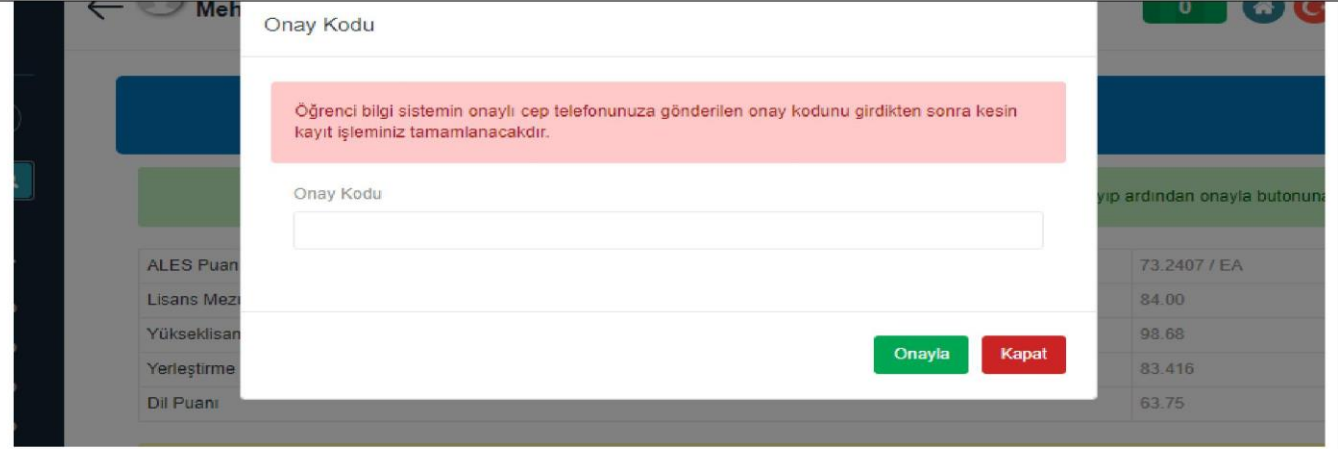 Meh
Onay Kodu
0
Öğrenci bilgi sistemin onaylı cep telefonunuza gönderilen onay kodunu girdikten sonra kesin
kayıt işleminiz tamamlanacakdır.
Onay Kodu
yıp ardından onayla butonuna
ALES Puan 73.2407 / EA
Lisans Mezu 84.00
Yükseklisan 98.68
Onayla Kapat
Yerleştirme 83.416
Dil Puanı 63.75